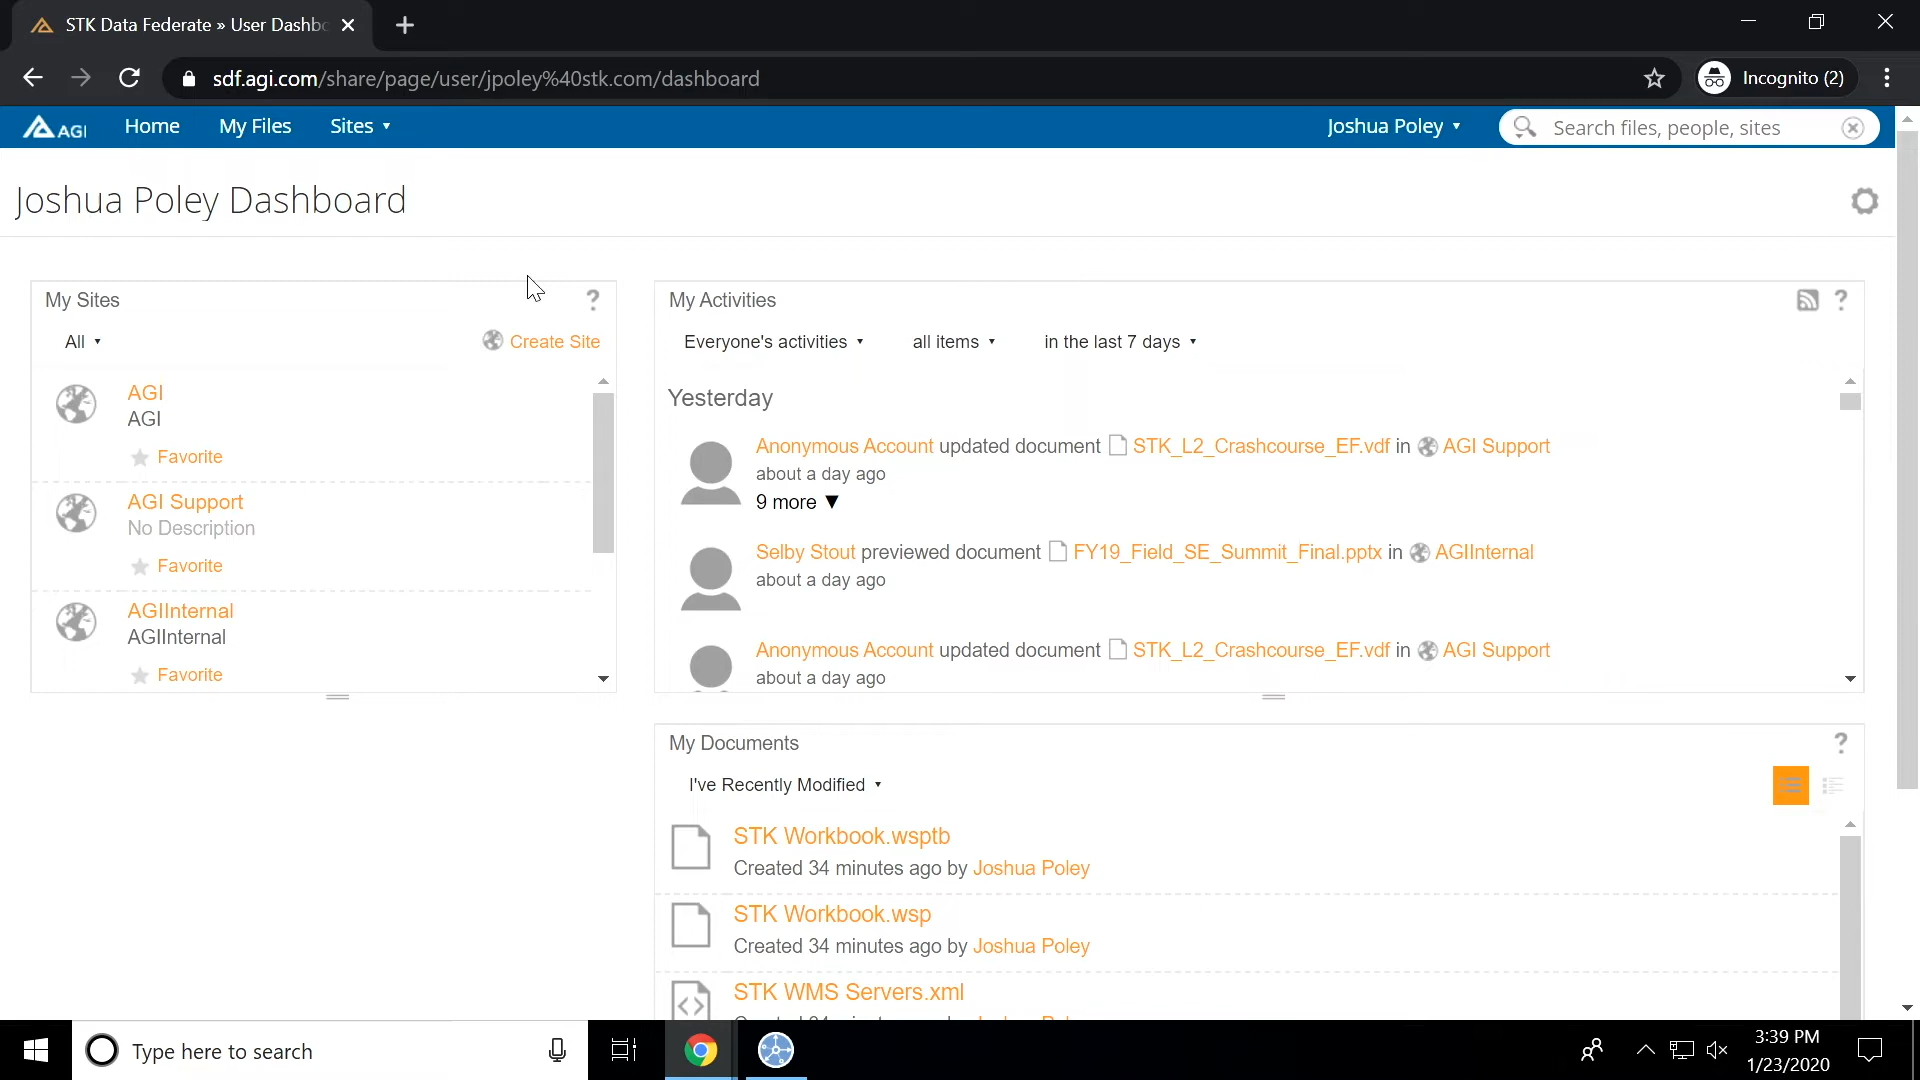 STK Data Federate » User Dashbo
sdf.agi.com/share/page/user/jpoley%40stk.com/dashboard
Incognito (2)
AGI
Home
My Files
Sites
Joshua Poley
Search files, people, sites
Joshua Poley Dashboard
My Sites
?
All
Create Site
AGI
AGI
Favorite
AGI Support
No Description
Favorite
AGIInternal
AGIInternal
Favorite
My Activities
?
Everyone's activities
all items
in the last 7 days
Yesterday
Anonymous Account updated document STK_L2_Crashcourse_EF.vdf in AGI Support
about a day ago
9 more ▼
Selby Stout previewed document FY19_Field_SE_Summit_Final.pptx in AGIInternal
about a day ago
Anonymous Account updated document STK_L2_Crashcourse_EF.vdf in AGI Support
about a day ago
My Documents
?
I've Recently Modified
STK Workbook.wsptb
Created 34 minutes ago by Joshua Poley
STK Workbook.wsp
Created 34 minutes ago by Joshua Poley
STK WMS Servers.xml
Type here to search
3:39 PM
1/23/2020